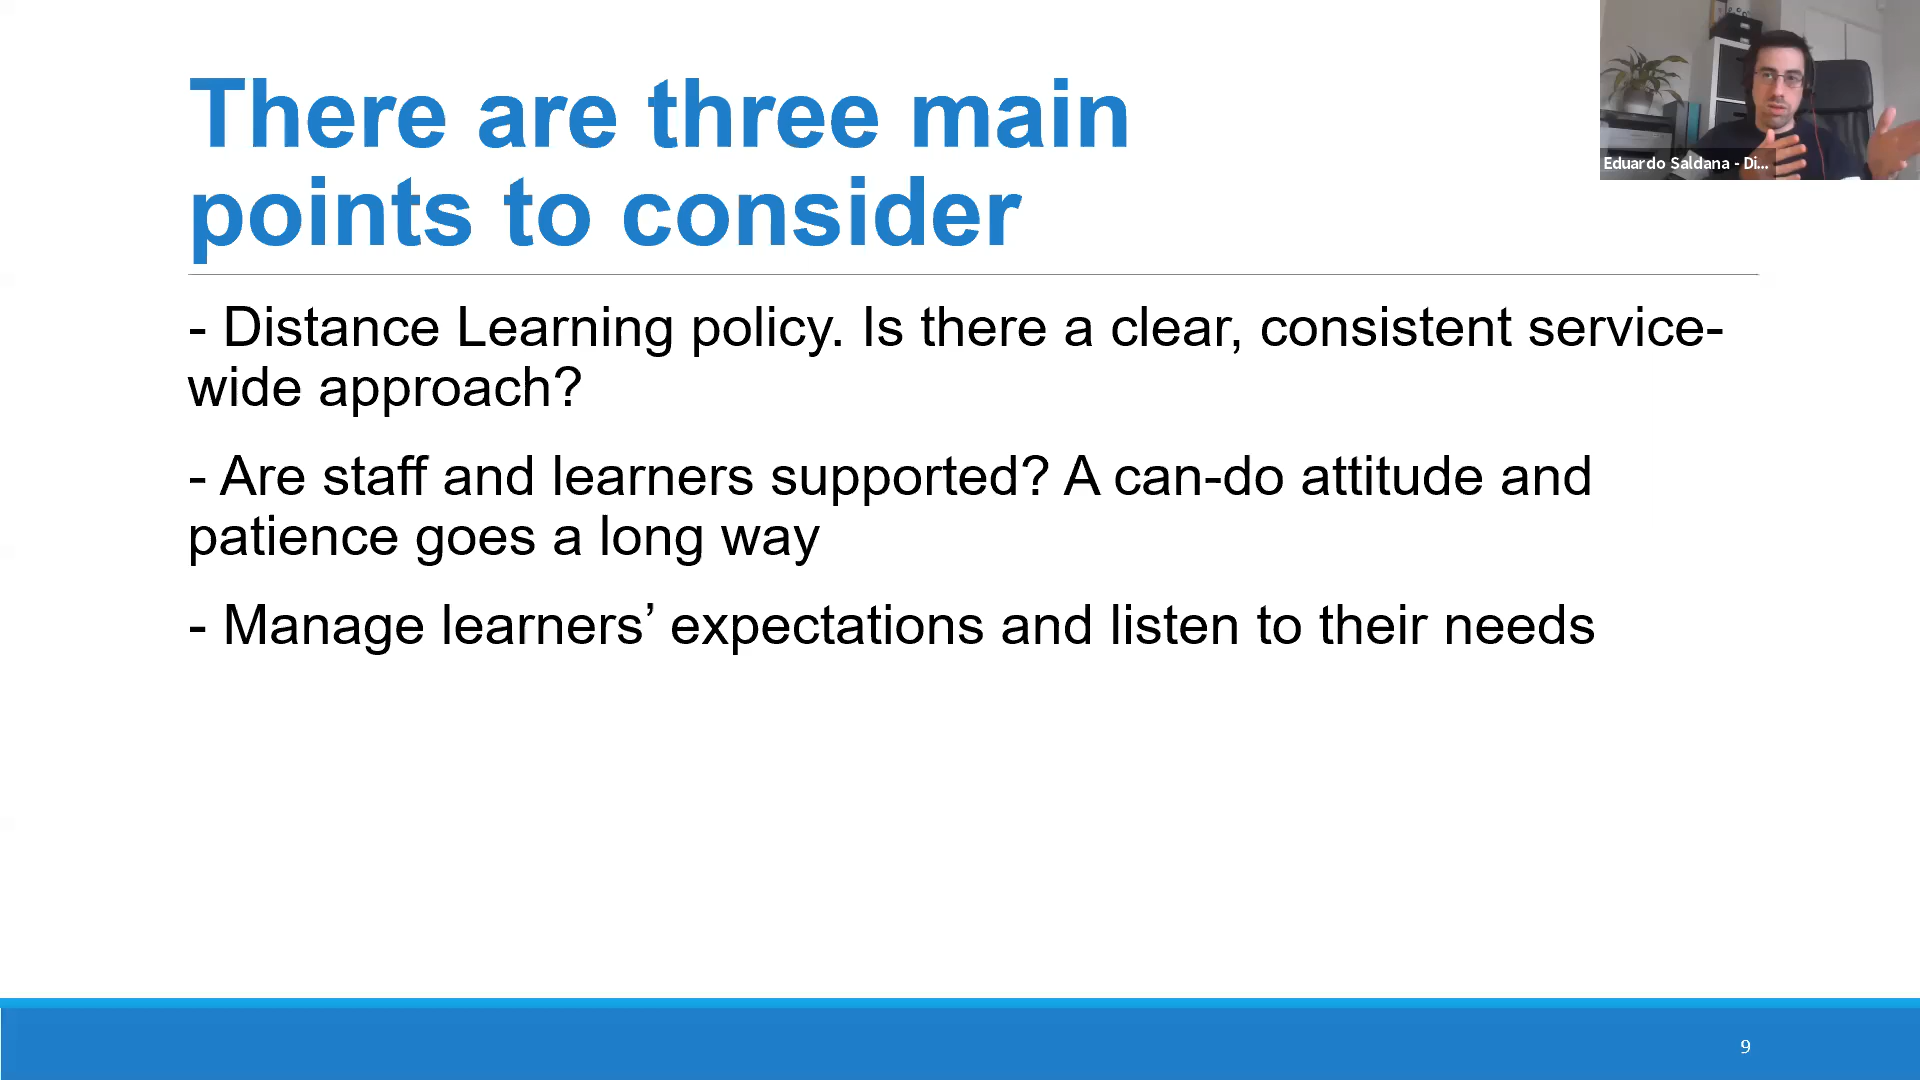 There are three main
points to consider
- Distance Learning policy. Is there a clear, consistent service-
wide approach?
- Are staff and learners supported? A can-do attitude and
patience goes a long way
- Manage learners’ expectations and listen to their needs
Eduardo Saldana - Di...
9